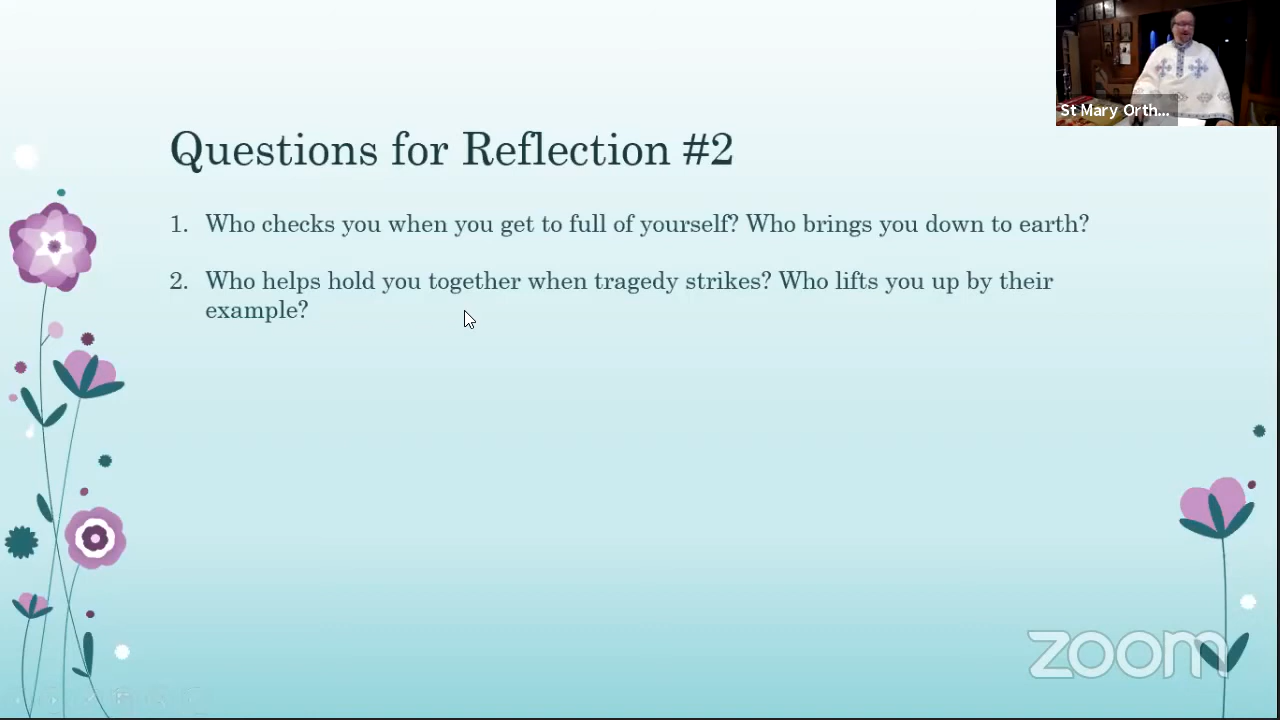 St Mary Orth...
Questions for Reflection #2
1. Who checks you when you get to full of yourself? Who brings you down to earth?
2. Who helps hold you together when tragedy strikes? Who lifts you up by their
example?
zoom